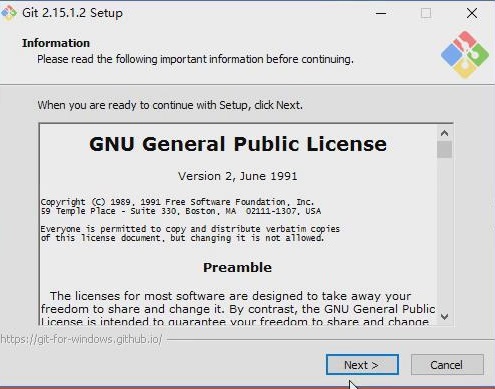 Git 2.15.1.2 Setup
Information
Please read the following important information before continuing.
When you are ready to continue with Setup, click Next.
GNU General Public License
Version 2, June 1991
Copyright (C) 1989, 1991 Free Software Foundation, Inc.
59 Temple Place - Suite 330, Boston, MA  02111-1307, USA
Everyone is permitted to copy and distribute verbatim copies
of this license document, but changing it is not allowed.
Preamble
The licenses for most software are designed to take away your
freedom to share and change it. By contrast, the GNU General Public
License is intended to guarantee your freedom to share and change
https://git-for-windows.github.io/
Next >
Cancel